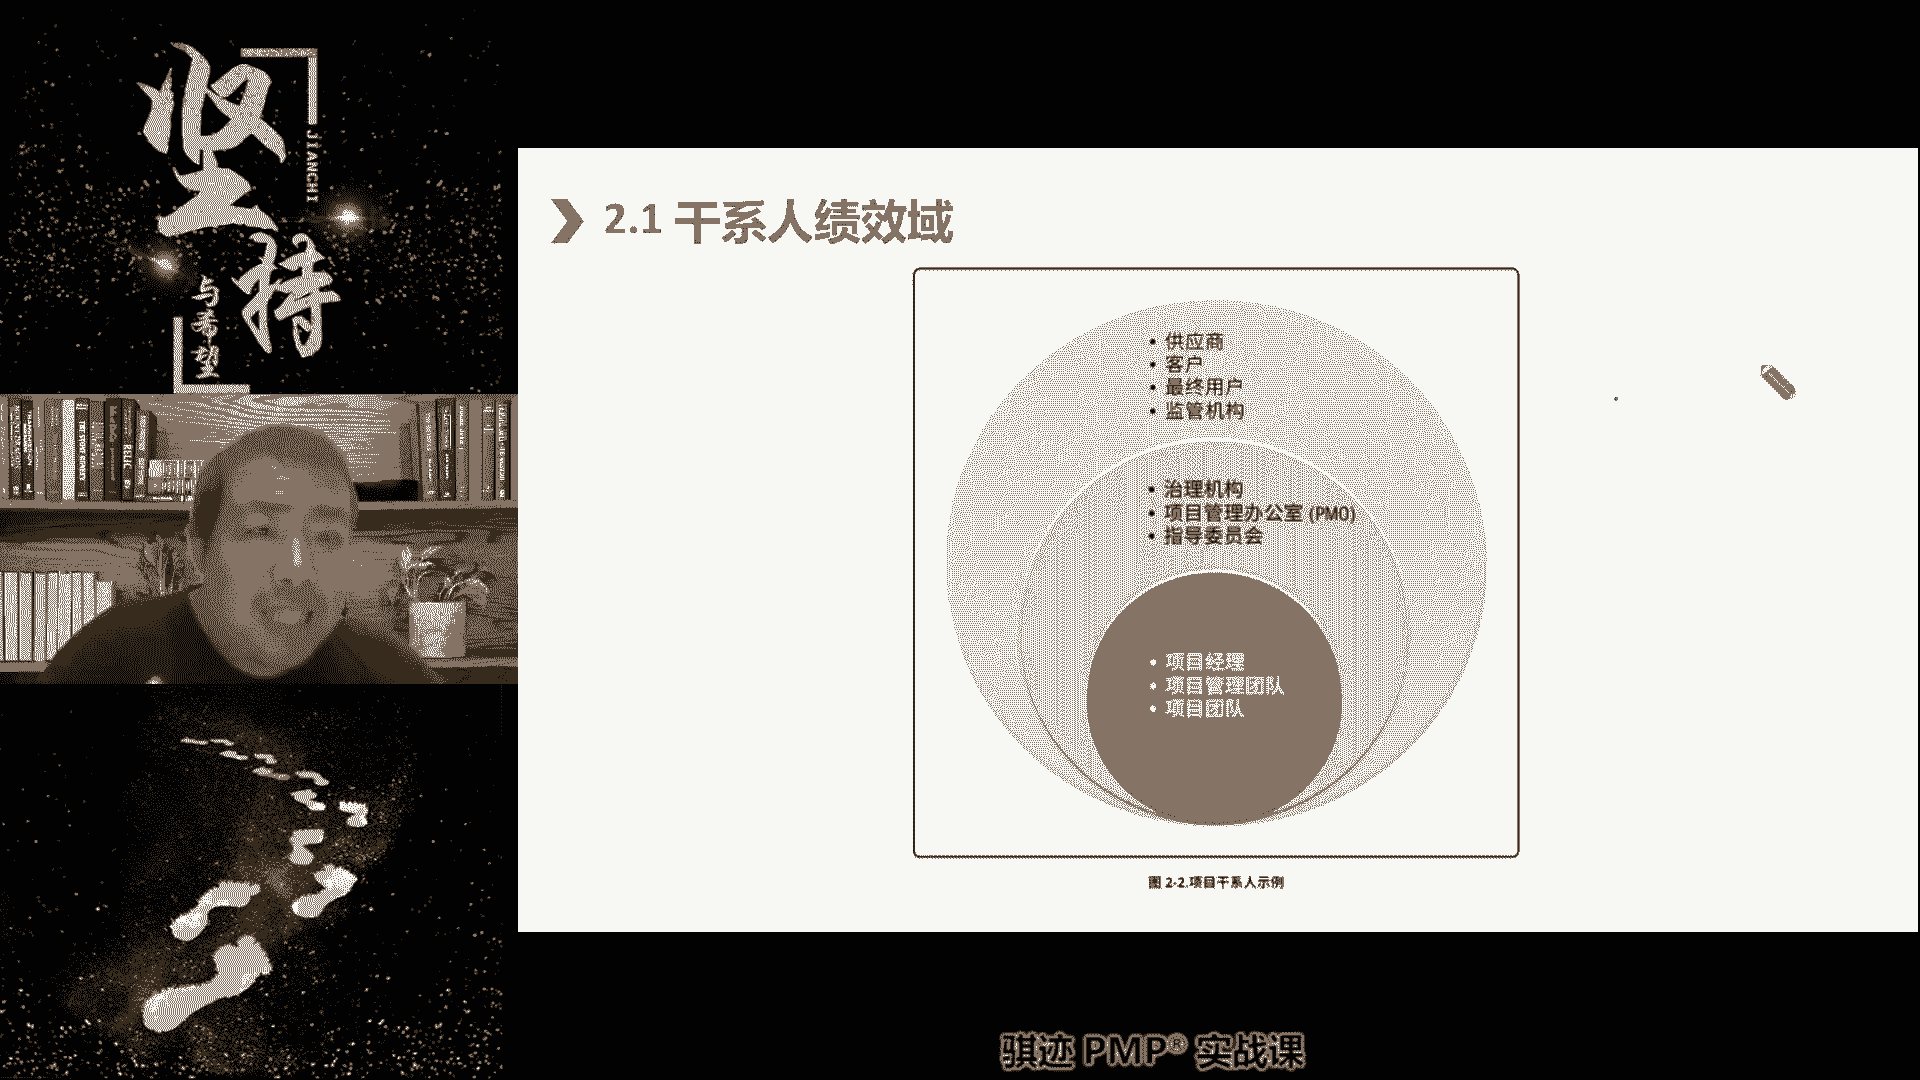 坚持
JIANCHI
与希望
2.1 干系人绩效域
• 供应商
• 客户
• 最终用户
• 监管机构
• 治理机构
• 项目管理办公室 (PMO)
• 指导委员会
• 项目经理
• 项目管理团队
• 项目团队
图 2-2.项目干系人示例
骐迹 PMP® 实战课